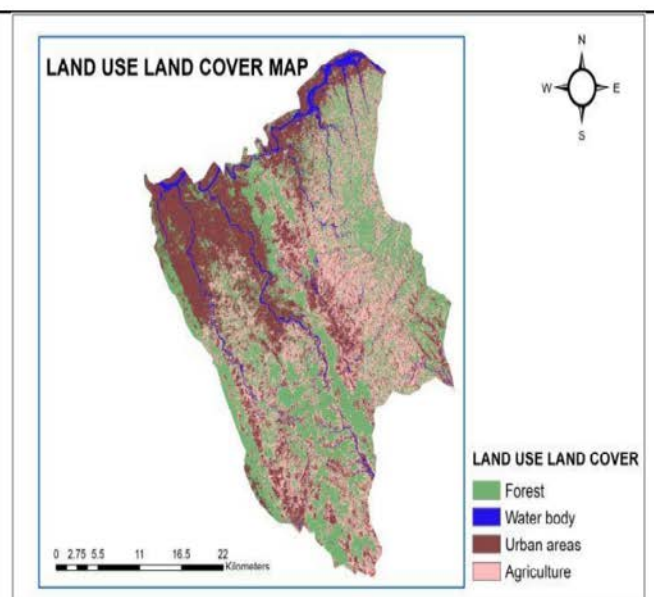 LAND USE LAND COVER MAP
N
W E
S
LAND USE LAND COVER
Forest
Water body
Urban areas
Agriculture
0 2.75 5.5 11 16.5 22
Kilometers